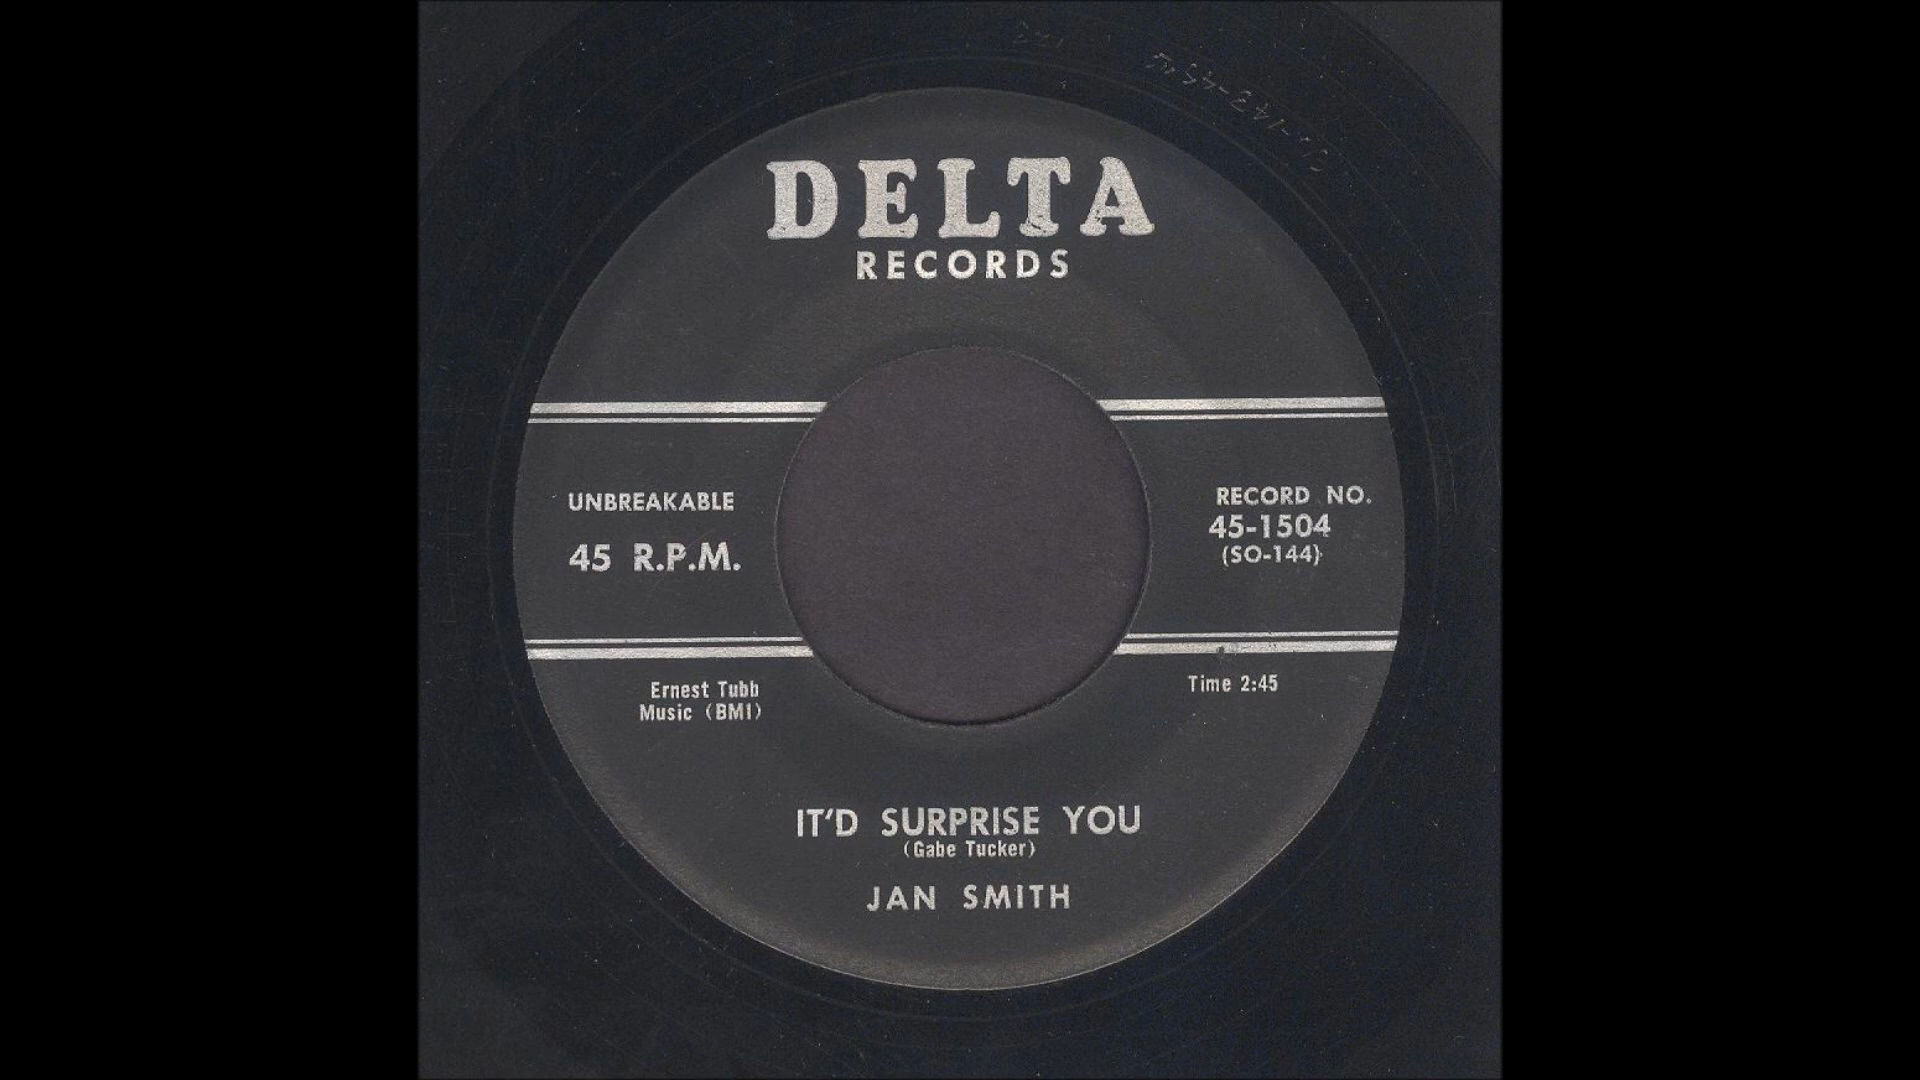 DELTA
RECORDS
UNBREAKABLE
45 R.P.M.
RECORD NO.
45-1504
(SO-144)
Ernest Tubb
Music (BMI)
Time 2:45
IT'D SURPRISE YOU
(Gabe Tucker)
JAN SMITH